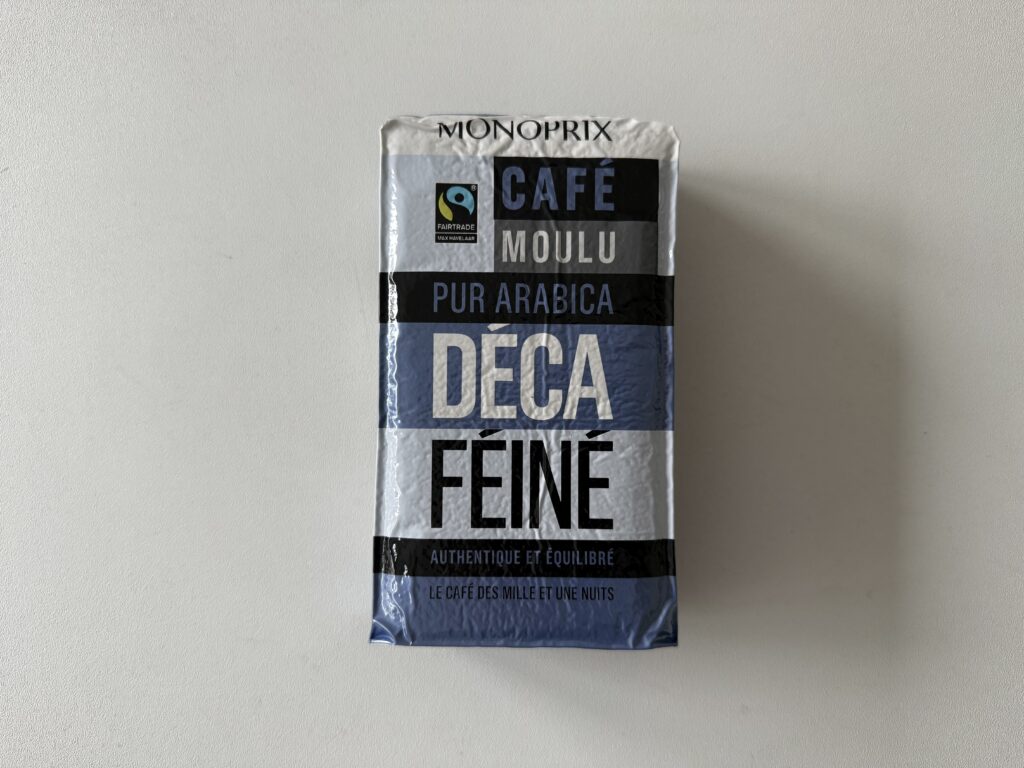 MONOPRIX
CAFÉ
FAIRTRADE
MAX HAVELAAR
MOULU
PUR ARABICA
DÉCA
FÉINÉ
AUTHENTIQUE ET ÉQUILIBRÉ
LE CAFÉ DES MILLE ET UNE NUITS